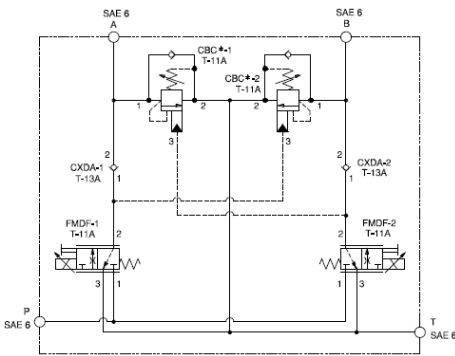 SAE 6
A
SAE 6
B
CBC*-1
T-11A
CBC*-2
T-11A
1
2
2
1
3
3
2
CXDA-1
T-13A
1
2
CXDA-2
T-13A
1
FMDF-1
T-11A
2
3
1
2
FMDF-2
T-11A
1
3
P
SAE 6
T
SAE 6